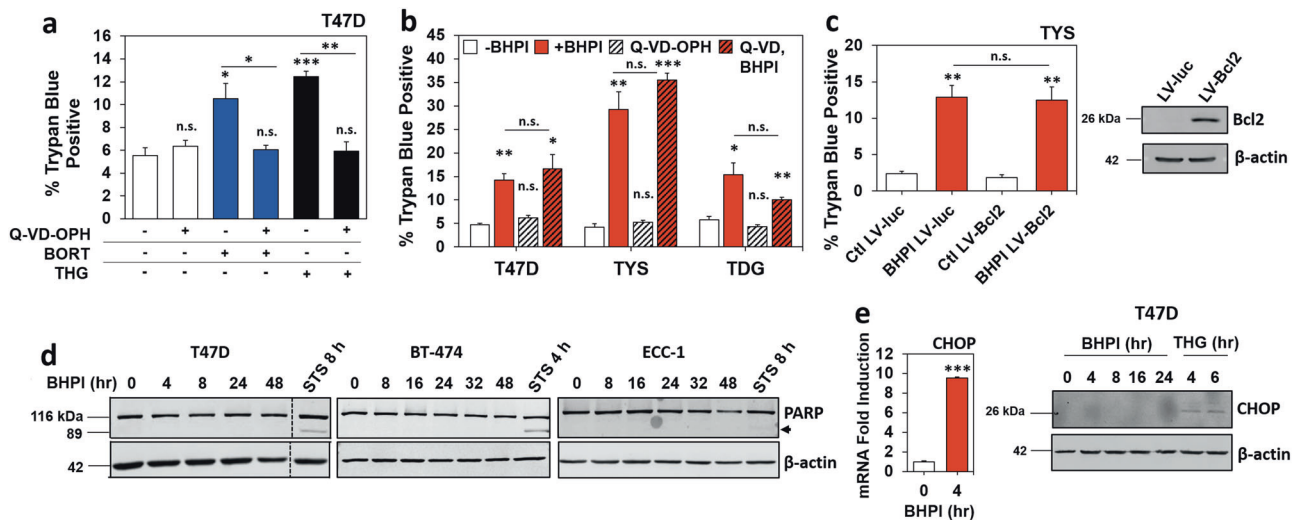 a
T47D
% Trypan Blue
Positive
16
14
12
10
8
6
4
2
0
n.s.
*
*
n.s.
***
**
n.s.
Q-VD-OPH - + - + - +
BORT - - + + - -
THG - - - - + +
b
-BHPI +BHPI Q-VD-OPH Q-VD, BHPI
% Trypan Blue Positive
45
40
35
30
25
20
15
10
5
0
n.s.
**
n.s.
*
n.s.
**
n.s.
***
n.s.
*
n.s.
**
T47D TYS TDG
c
TYS
% Trypan Blue Positive
20
15
10
5
0
n.s.
** **
Ctl LV-luc
BHPI LV-luc
Ctl LV-Bcl2
BHPI LV-Bcl2
LV-luc
LV-Bcl2
26 kDa Bcl2
42 β-actin
d
T47D BT-474 ECC-1
BHPI (hr) 0 4 8 24 48 STS 8 h 0 8 16 24 32 48 STS 4 h 0 8 16 24 32 48 STS 8 h
116 kDa PARP
89
42 β-actin
e
CHOP
mRNA Fold Induction
12
10
8
6
4
2
0
***
0 4
BHPI (hr)
T47D
BHPI (hr) THG (hr)
0 4 8 16 24 4 6
26 kDa CHOP
42 β-actin